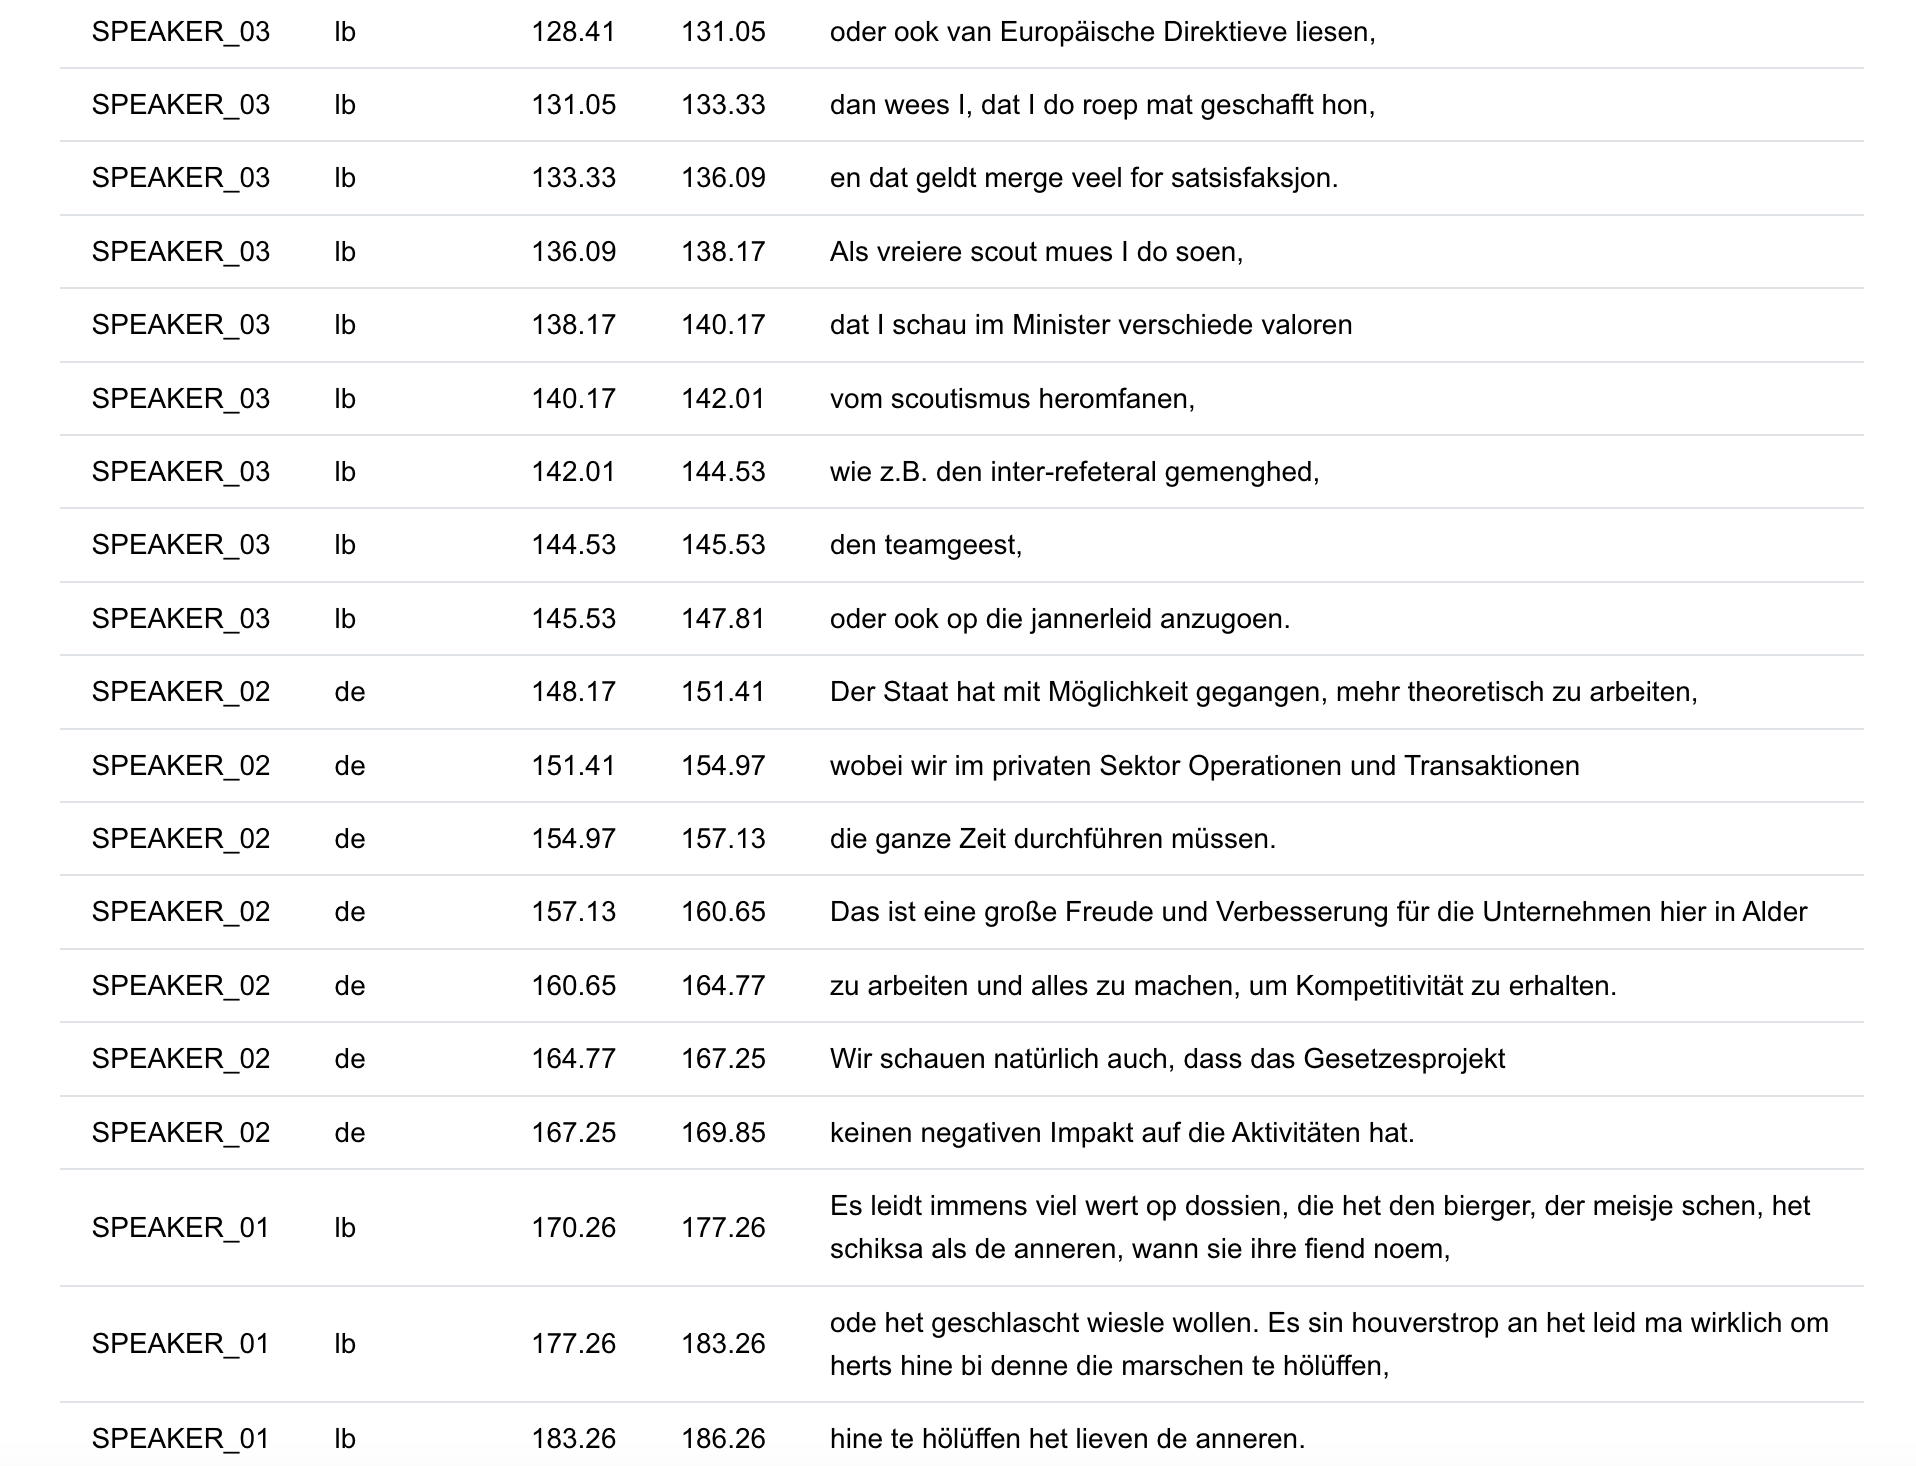 SPEAKER_03 lb 128.41 131.05 oder ook van Europäische Direktieve liesen,
SPEAKER_03 lb 131.05 133.33 dan wees I, dat I do roep mat geschafft hon,
SPEAKER_03 lb 133.33 136.09 en dat geldt merge veel for satsisfaksjon.
SPEAKER_03 lb 136.09 138.17 Als vreiere scout mues I do soen,
SPEAKER_03 lb 138.17 140.17 dat I schau im Minister verschiede valoren
SPEAKER_03 lb 140.17 142.01 vom scoutismus heromfanen,
SPEAKER_03 lb 142.01 144.53 wie z.B. den inter-refeteral gemenghed,
SPEAKER_03 lb 144.53 145.53 den teamgeest,
SPEAKER_03 lb 145.53 147.81 oder ook op die jannerleid anzugoen.
SPEAKER_02 de 148.17 151.41 Der Staat hat mit Möglichkeit gegangen, mehr theoretisch zu arbeiten,
SPEAKER_02 de 151.41 154.97 wobei wir im privaten Sektor Operationen und Transaktionen
SPEAKER_02 de 154.97 157.13 die ganze Zeit durchführen müssen.
SPEAKER_02 de 157.13 160.65 Das ist eine große Freude und Verbesserung für die Unternehmen hier in Alder
SPEAKER_02 de 160.65 164.77 zu arbeiten und alles zu machen, um Kompetitivität zu erhalten.
SPEAKER_02 de 164.77 167.25 Wir schauen natürlich auch, dass das Gesetzesprojekt
SPEAKER_02 de 167.25 169.85 keinen negativen Impakt auf die Aktivitäten hat.
SPEAKER_01 lb 170.26 177.26 Es leidt immens viel wert op dossien, die het den bierger, der meisje schen, het
schiksa als de anneren, wann sie ihre fiend noem,
SPEAKER_01 lb 177.26 183.26 ode het geschlascht wiesle wollen. Es sin houverstrop an het leid ma wirklich om
herts hine bi denne die marschen te hölüffen,
SPEAKER_01 lb 183.26 186.26 hine te hölüffen het lieven de anneren.